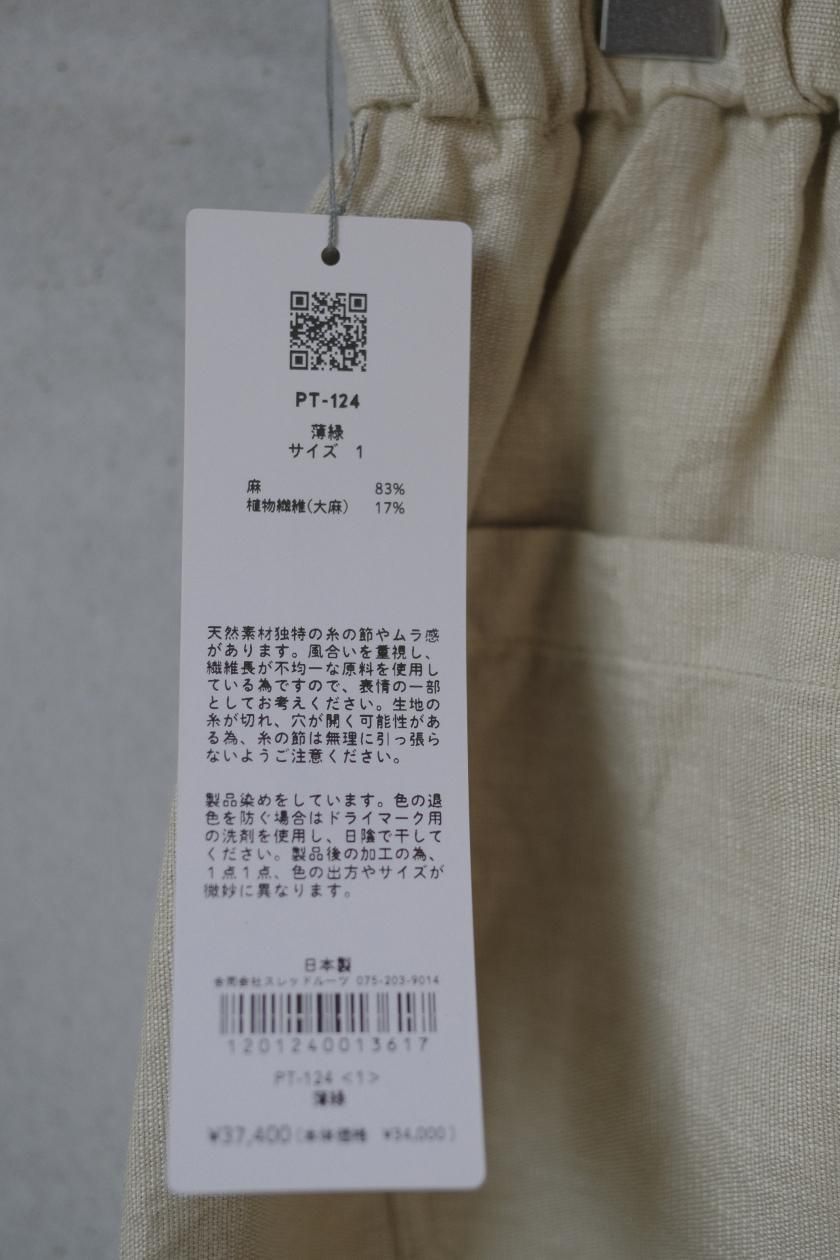 PT-124
薄緑
サイズ 1
麻 83%
植物繊維(大麻) 17%
天然素材独特の糸の節やムラ感
があります。風合いを重視し、
繊維長が不均一な原料を使用し
ている為ですので、表情の一部
としてお考えください。生地の
糸が切れ、穴が開く可能性があ
る為、糸の節は無理に引っ張ら
ないようご注意ください。
製品染めをしています。色の退
色を防ぐ場合はドライマーク用
の洗剤を使用し、日陰で干して
ください。製品後の加工の為、
1点1点、色の出方やサイズが
微妙に異なります。
日本製
合同会社スレッドルーツ 075-203-9014
1201240013617
PT-124 <1>
薄緑
¥37,400(本体価格 ¥34,000)